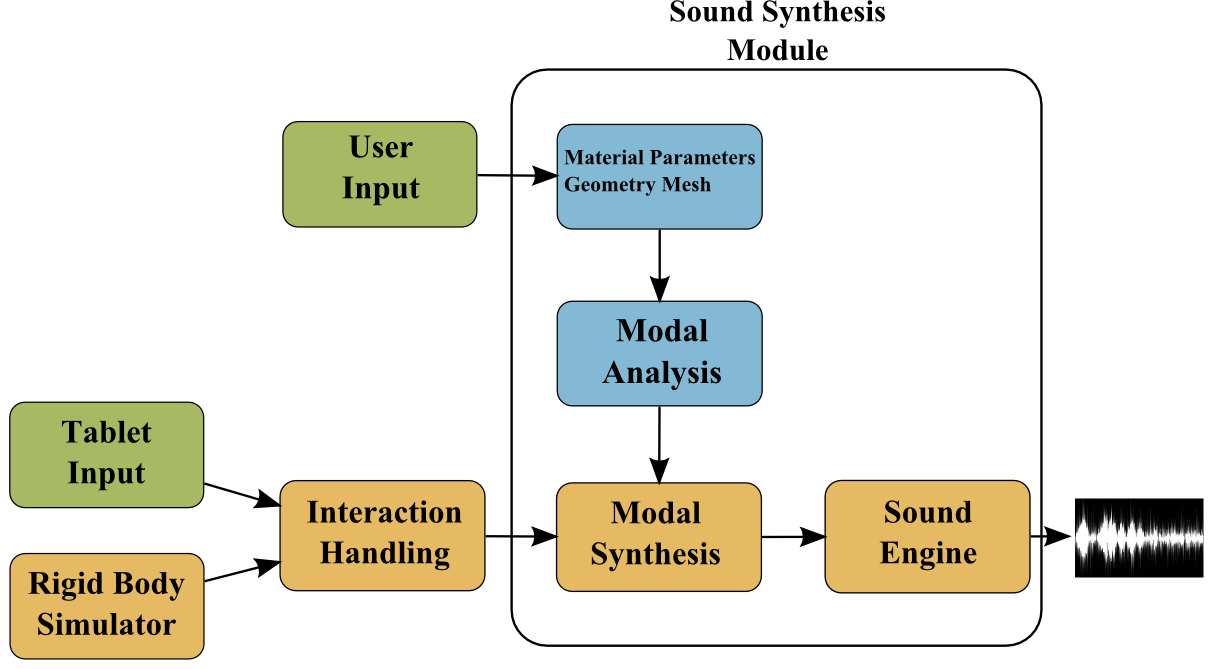 Sound Synthesis
Module
User
Input
Material Parameters
Geometry Mesh
Modal
Analysis
Tablet
Input
Interaction
Handling
Modal
Synthesis
Sound
Engine
Rigid Body
Simulator